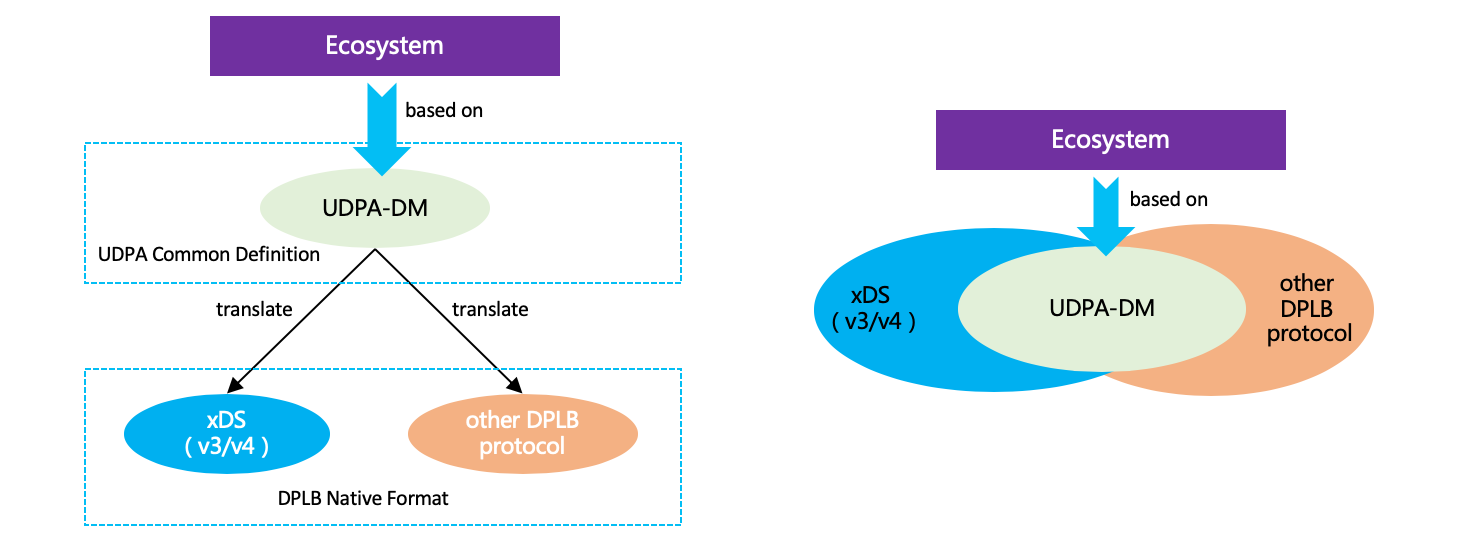 Ecosystem
based on
UDPA-DM
UDPA Common Definition
translate
translate
xDS
( v3/v4 )
other DPLB
protocol
DPLB Native Format
Ecosystem
based on
xDS
( v3/v4 )
UDPA-DM
other
DPLB
protocol